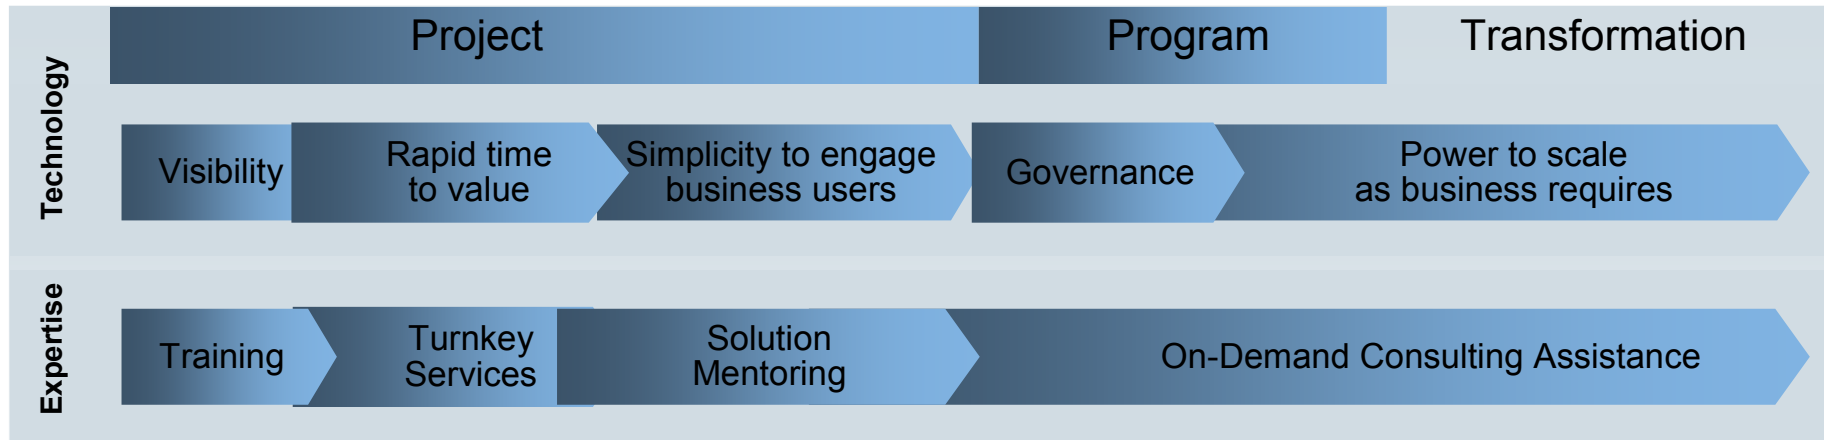 Project
Program
Transformation
Technology
Visibility
Rapid time
to value
Simplicity to engage
business users
Governance
Power to scale
as business requires
Expertise
Training
Turnkey
Services
Solution
Mentoring
On-Demand Consulting Assistance